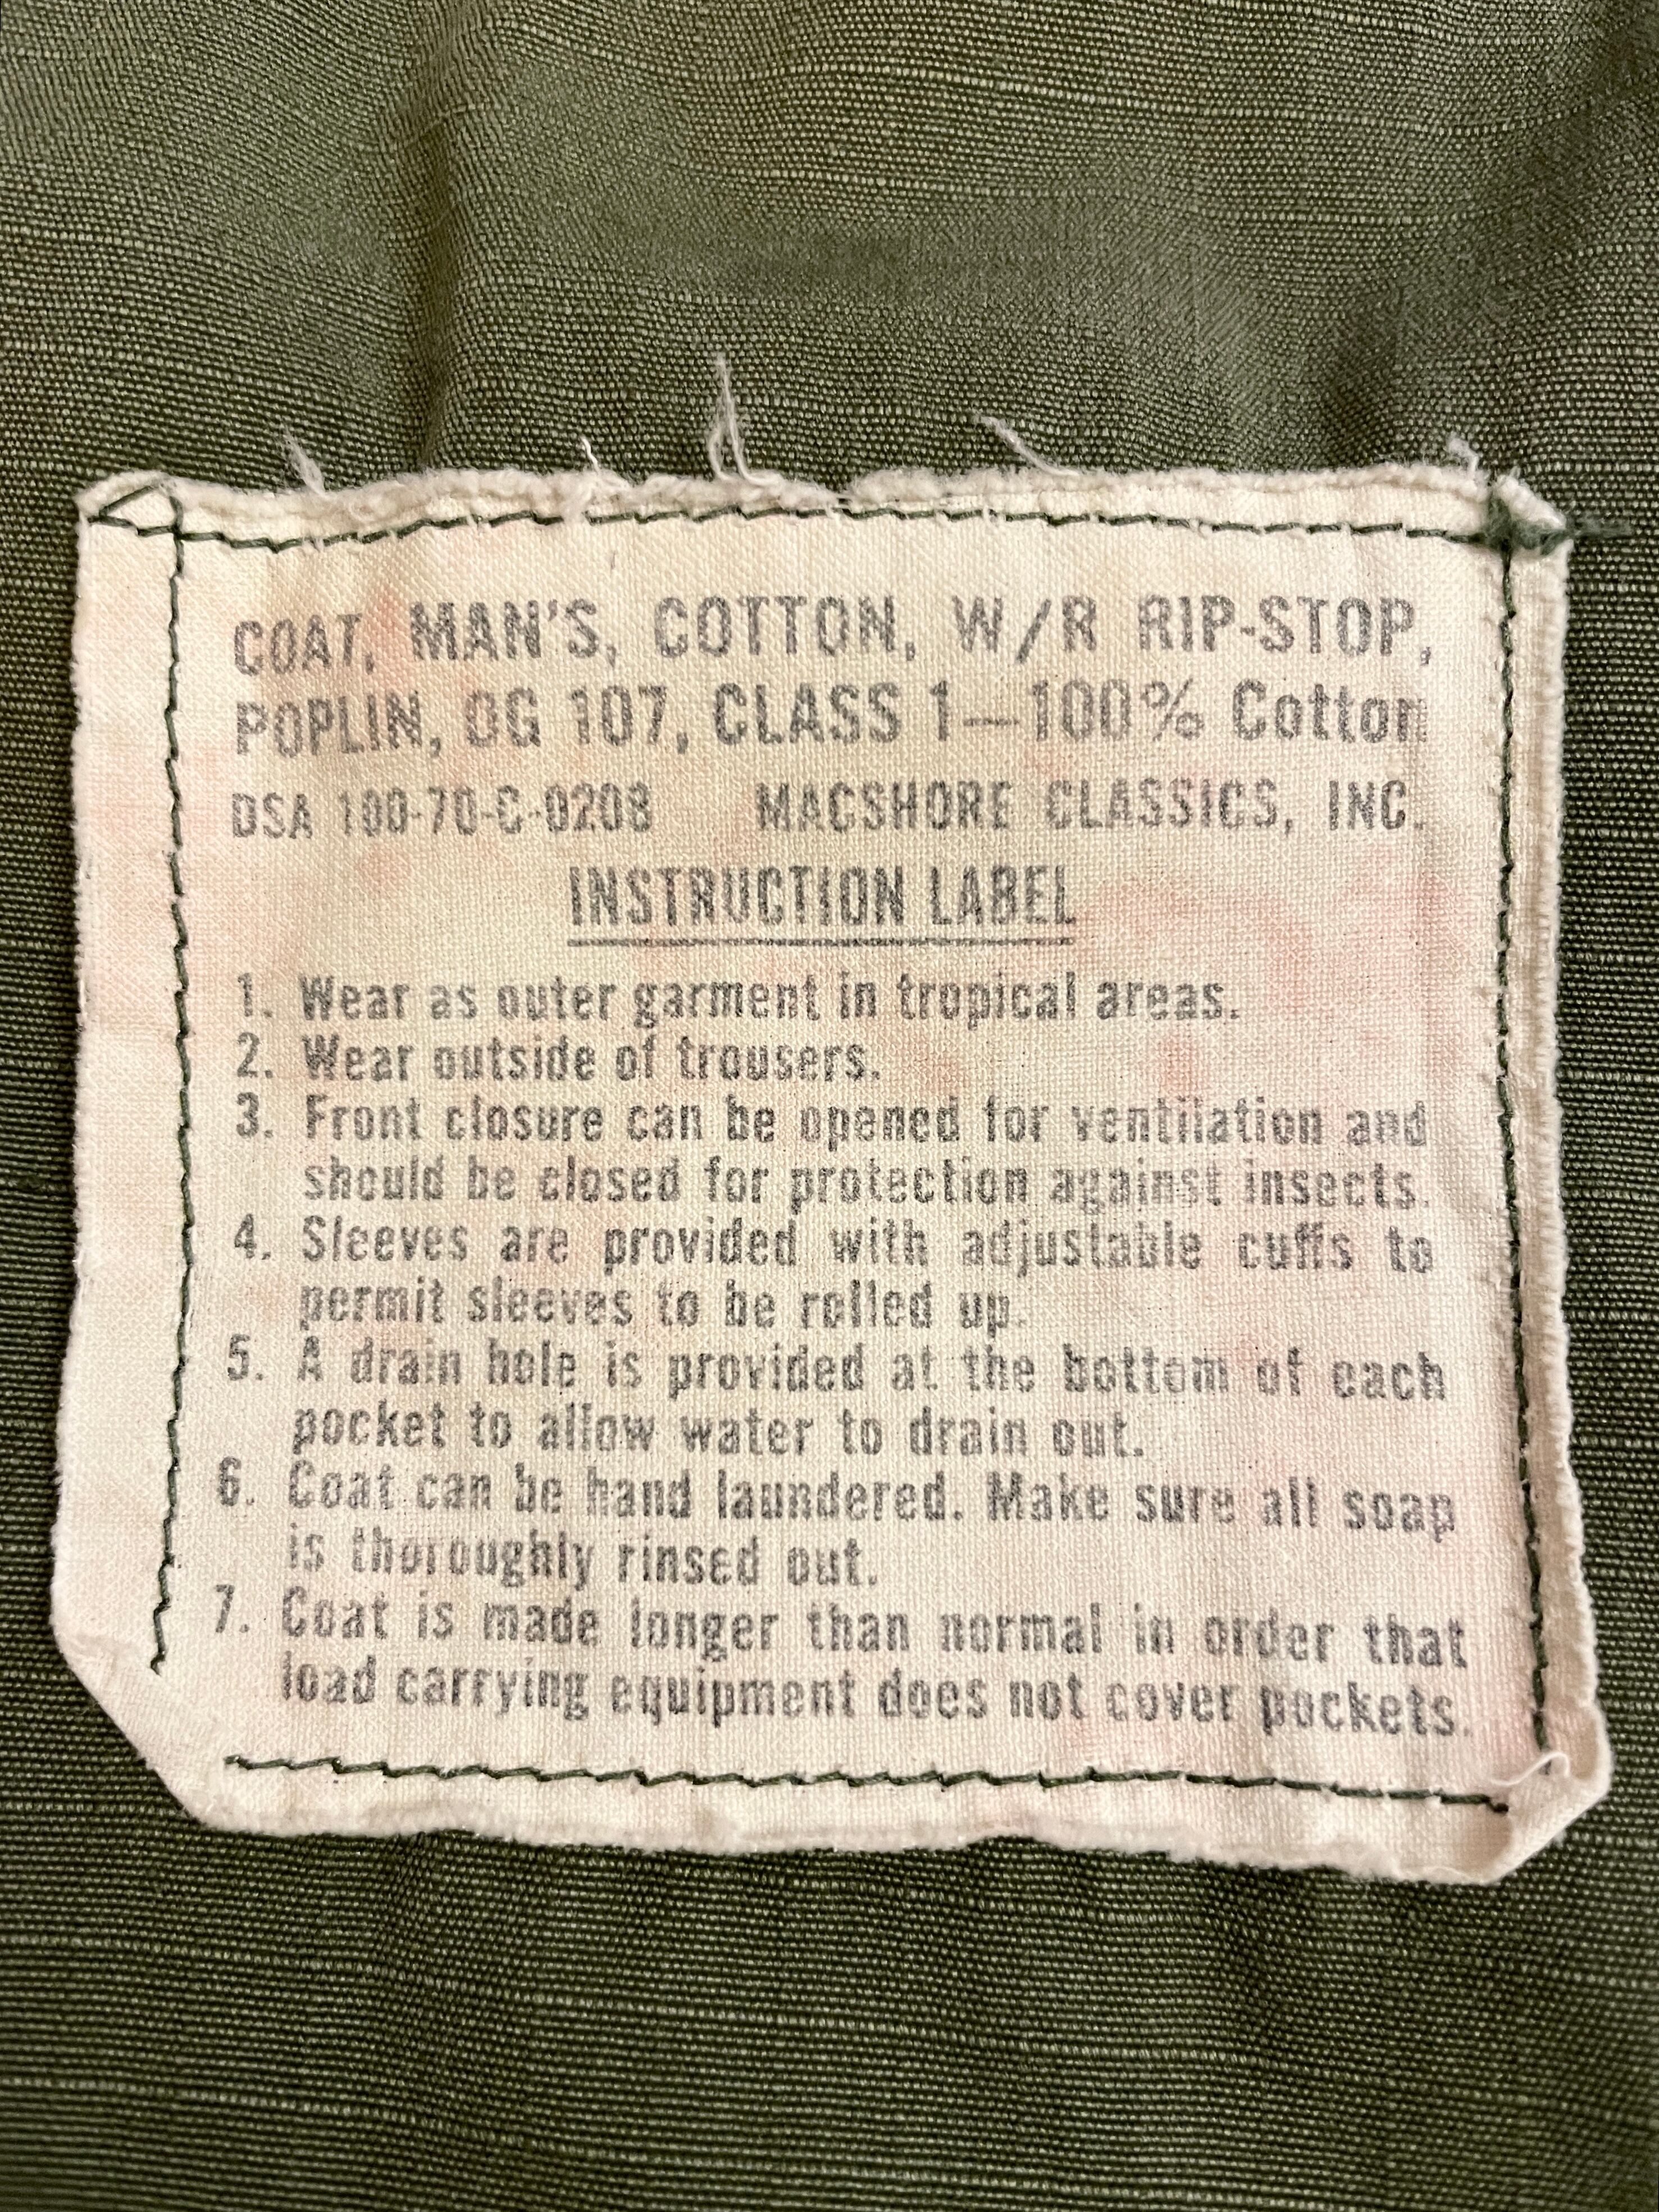 COAT, MAN'S, COTTON, W/R RIP-STOP,
POPLIN, OG 107, CLASS 1—100% Cotton
DSA 100-70-C-0208 MACSHORE CLASSICS, INC.
INSTRUCTION LABEL
1. Wear as outer garment in tropical areas.
2. Wear outside of trousers.
3. Front closure can be opened for ventilation and
should be closed for protection against insects.
4. Sleeves are provided with adjustable cuffs to
permit sleeves to be rolled up.
5. A drain hole is provided at the bottom of each
pocket to allow water to drain out.
6. Coat can be hand laundered. Make sure all soap
is thoroughly rinsed out.
7. Coat is made longer than normal in order that
load carrying equipment does not cover pockets.